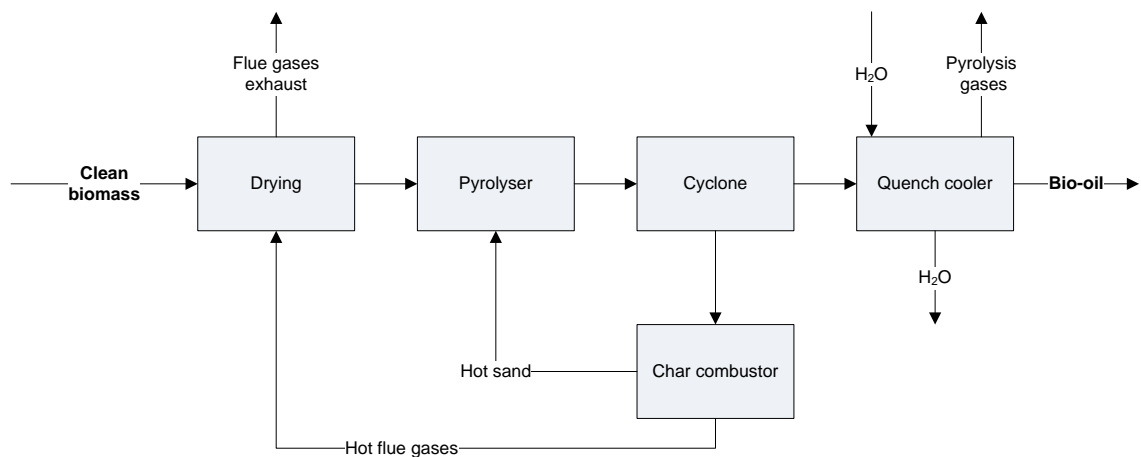 Flue gases
exhaust
H₂O
Pyrolysis
gases
Clean
biomass
Drying
Pyrolyser
Cyclone
Quench cooler
Bio-oil
H₂O
Hot sand
Char combustor
Hot flue gases